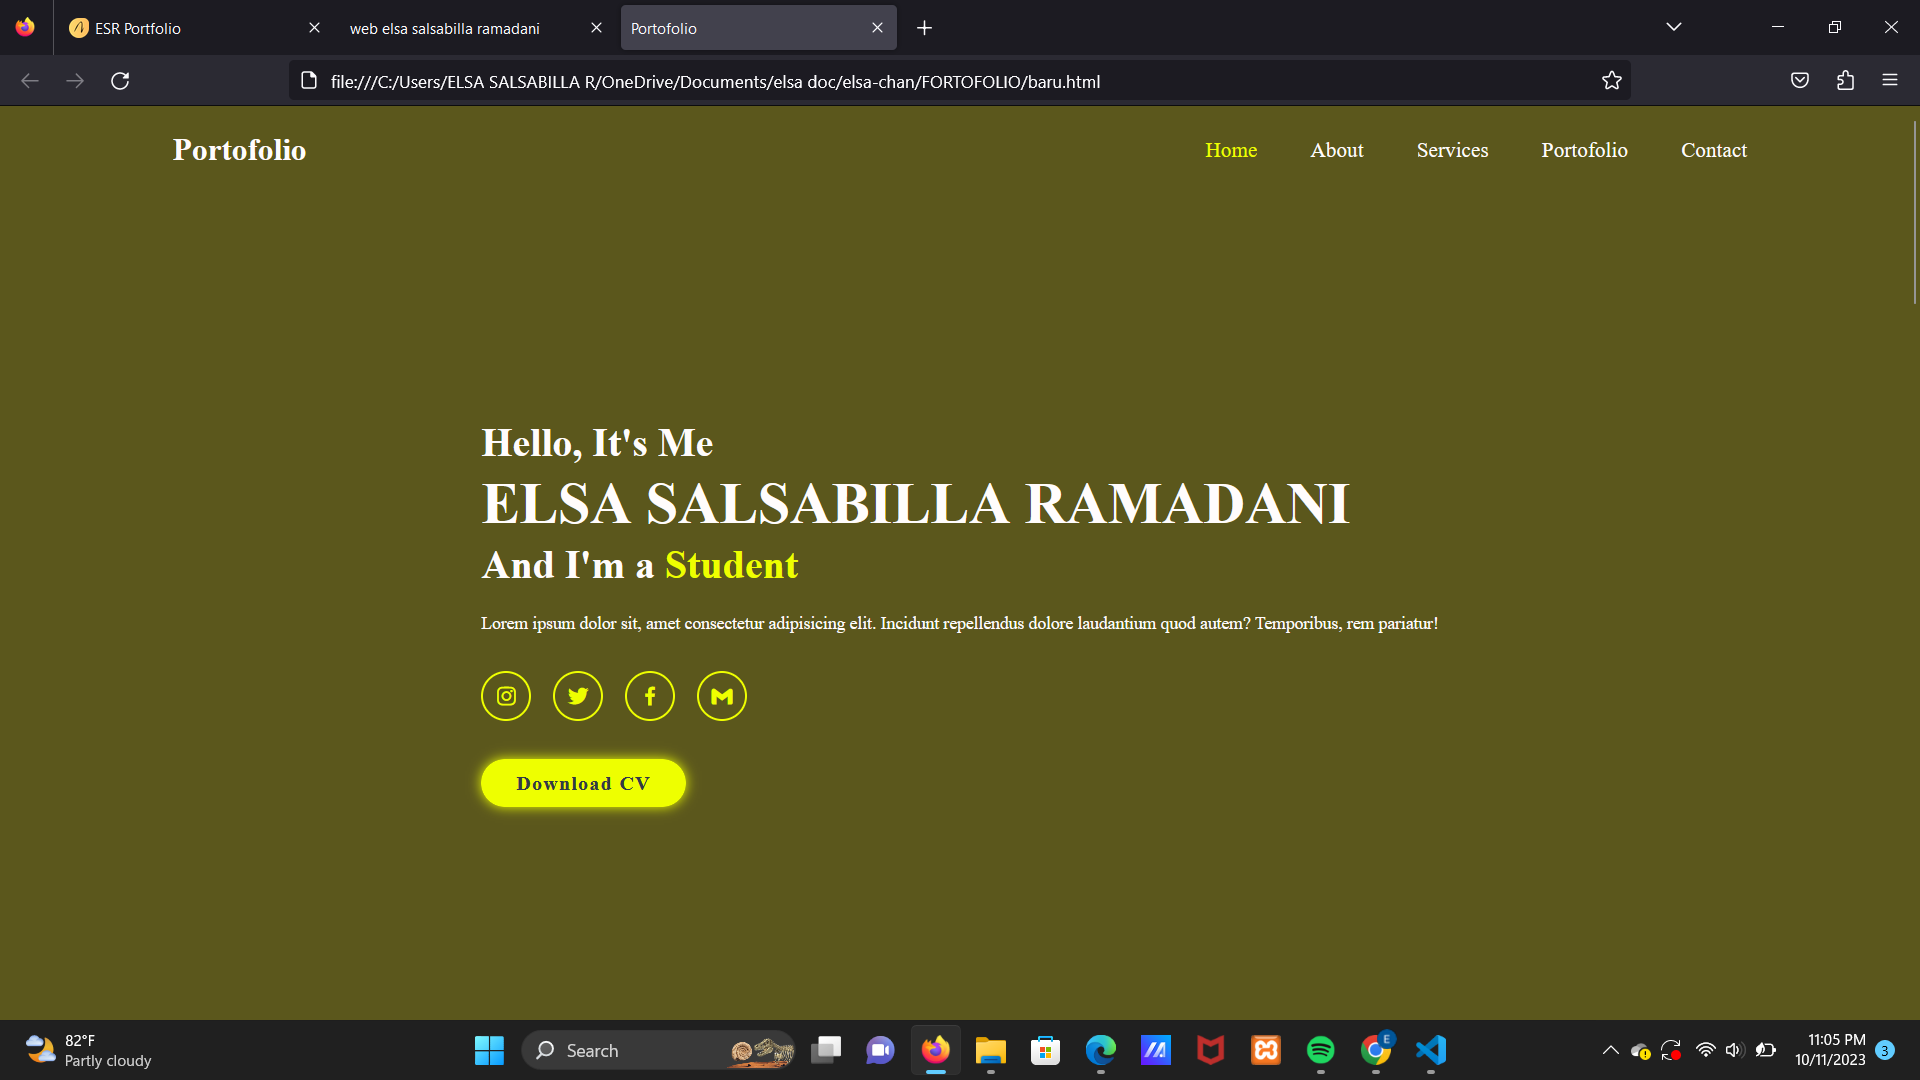 ESR Portfolio
web elsa salsabilla ramadani
Portofolio
file:///C:/Users/ELSA SALSABILLA R/OneDrive/Documents/elsa doc/elsa-chan/FORTOFOLIO/baru.html
Portofolio
Home
About
Services
Portofolio
Contact
Hello, It's Me
ELSA SALSABILLA RAMADANI
And I'm a Student
Lorem ipsum dolor sit, amet consectetur adipisicing elit. Incidunt repellendus dolore laudantium quod autem? Temporibus, rem pariatur!
Download CV
82°F
Partly cloudy
Search
E
11:05 PM
10/11/2023
3